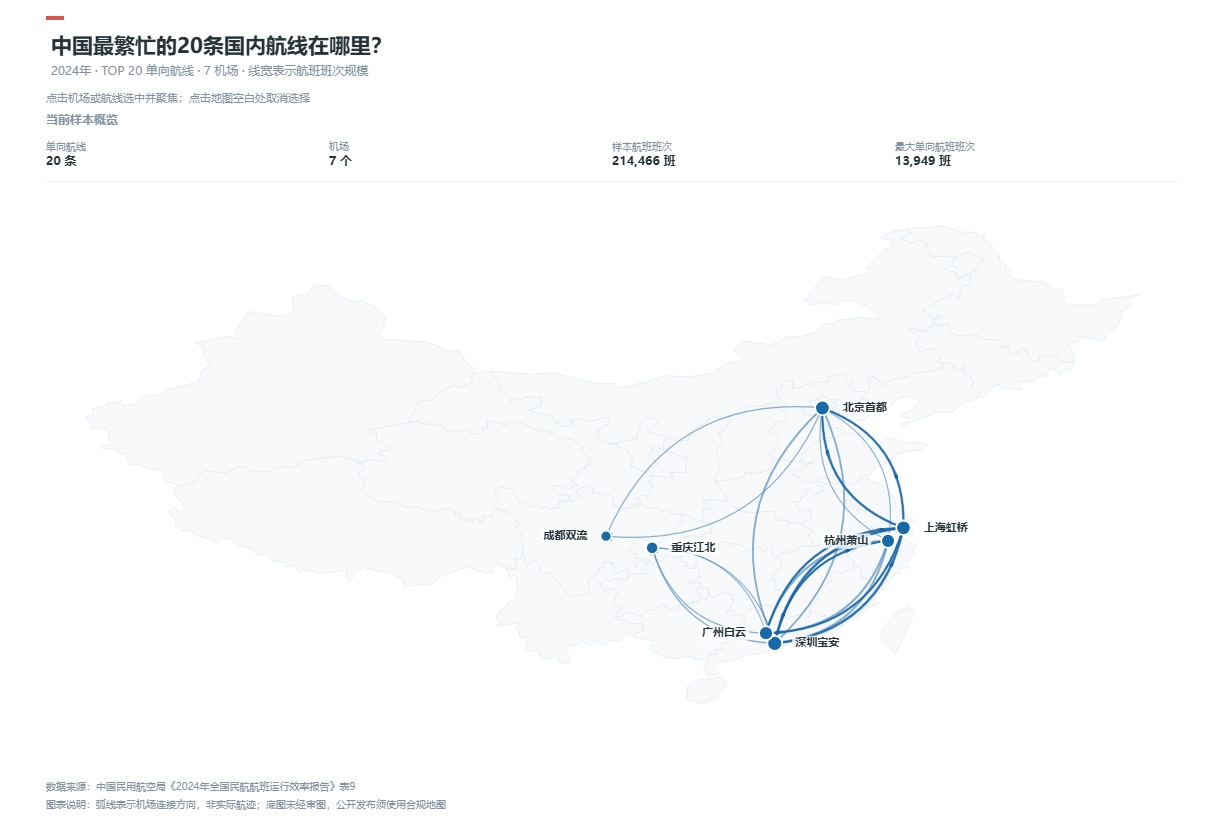 中国最繁忙的20条国内航线在哪里？
2024年 · TOP 20 单向航线 · 7 机场 · 线宽表示航班班次规模
点击机场或航线选中并聚焦；点击地图空白处取消选择
当前样本概览
单向航线
20 条
机场
7 个
样本航班班次
214,466 班
最大单向航班班次
13,949 班
北京首都
上海虹桥
成都双流
杭州萧山
重庆江北
广州白云
深圳宝安
数据来源：中国民用航空局《2024年全国民航航班运行效率报告》表9
图表说明：弧线表示机场连接方向，非实际航迹；底图未经审图，公开发布须使用合规地图